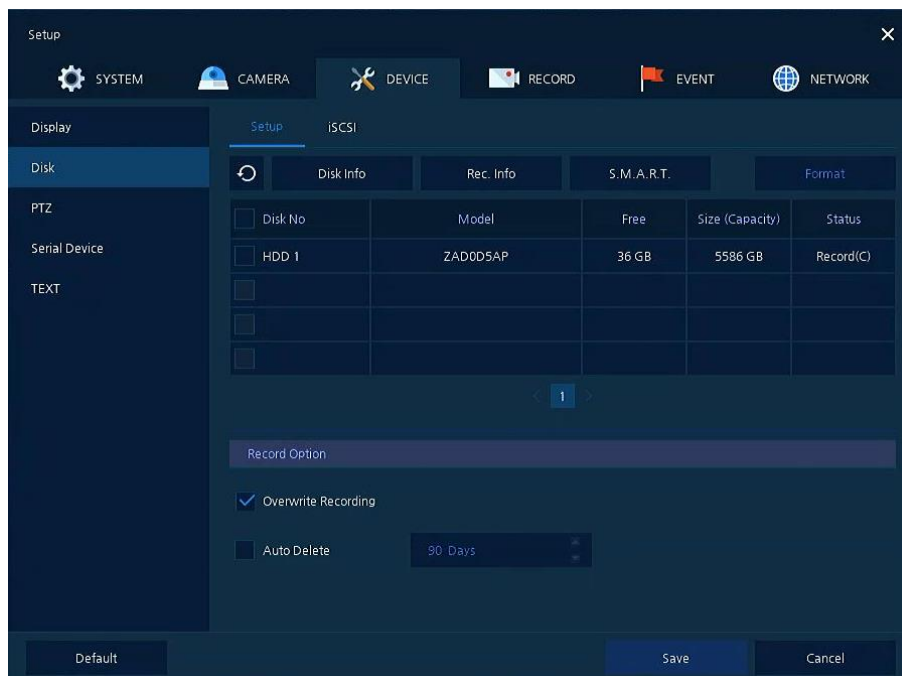 Setup
SYSTEM CAMERA DEVICE RECORD EVENT NETWORK
Display
Disk
PTZ
Serial Device
TEXT
Setup iSCSI
Disk Info Rec. Info S.M.A.R.T. Format
Disk No Model Free Size (Capacity) Status
HDD 1 ZAD0D5AP 36 GB 5586 GB Record(C)
1
Record Option
Overwrite Recording
Auto Delete 90 Days
Default Save Cancel